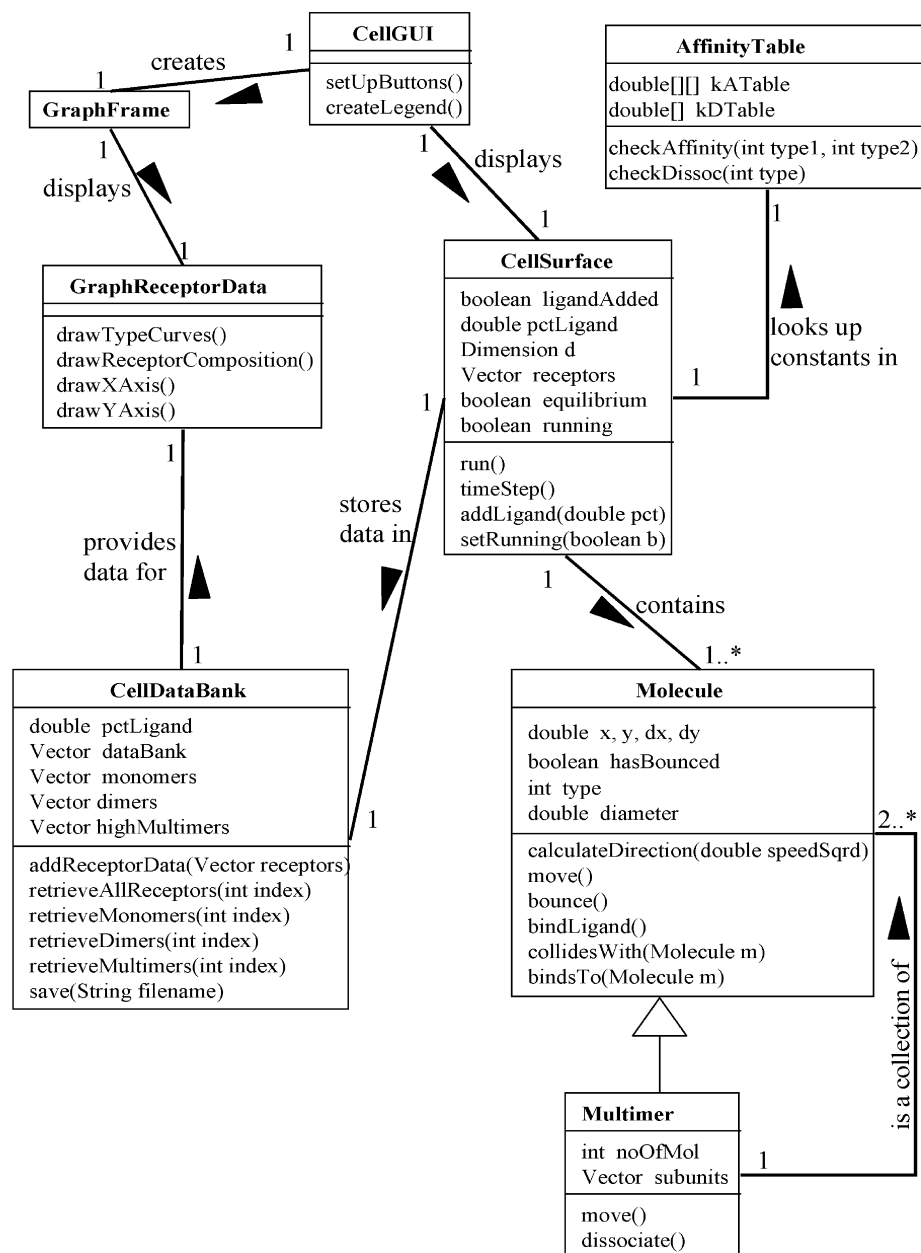 CellGUI
setUpButtons()
createLegend()
1
creates
1
GraphFrame
1
displays
1
1
displays
1
AffinityTable
double[][] kATable
double[] kDTable
checkAffinity(int type1, int type2)
checkDissoc(int type)
1
looks up
constants in
1
GraphReceptorData
drawTypeCurves()
drawReceptorComposition()
drawXAxis()
drawYAxis()
1
provides
data for
1
CellSurface
boolean ligandAdded
double pctLigand
Dimension d
Vector receptors
boolean equilibrium
boolean running
run()
timeStep()
addLigand(double pct)
setRunning(boolean b)
1
stores
data in
1
1
contains
1..*
CellDataBank
double pctLigand
Vector dataBank
Vector monomers
Vector dimers
Vector highMultimers
addReceptorData(Vector receptors)
retrieveAllReceptors(int index)
retrieveMonomers(int index)
retrieveDimers(int index)
retrieveMultimers(int index)
save(String filename)
Molecule
double x, y, dx, dy
boolean hasBounced
int type
double diameter
calculateDirection(double speedSqrd)
move()
bounce()
bindLigand()
collidesWith(Molecule m)
bindsTo(Molecule m)
2..*
is a collection of
1
Multimer
int noOfMol
Vector subunits
move()
dissociate()